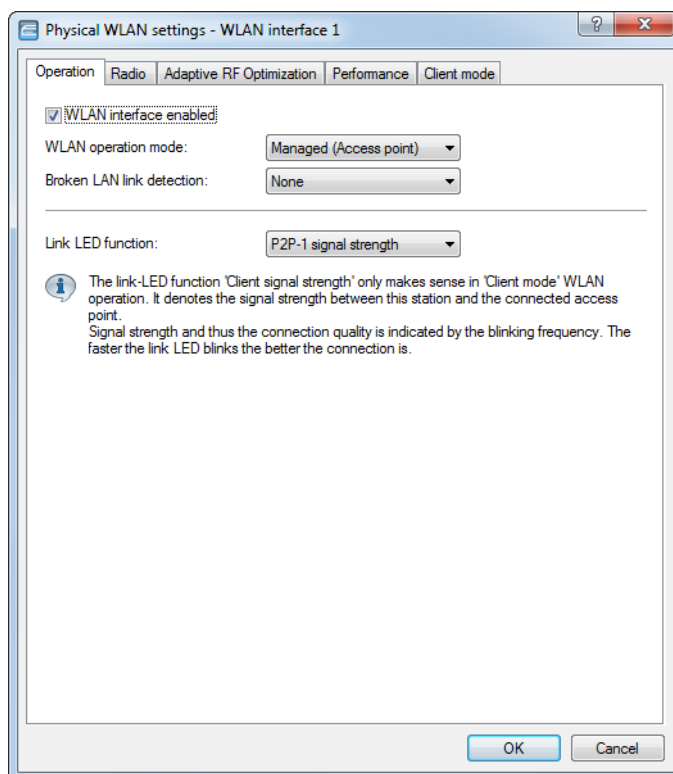 Physical WLAN settings - WLAN interface 1
?
Operation Radio Adaptive RF Optimization Performance Client mode
WLAN interface enabled
WLAN operation mode: Managed (Access point)
Broken LAN link detection: None
Link LED function: P2P-1 signal strength
The link-LED function 'Client signal strength' only makes sense in 'Client mode' WLAN
operation. It denotes the signal strength between this station and the connected access
point.
Signal strength and thus the connection quality is indicated by the blinking frequency. The
faster the link LED blinks the better the connection is.
OK Cancel